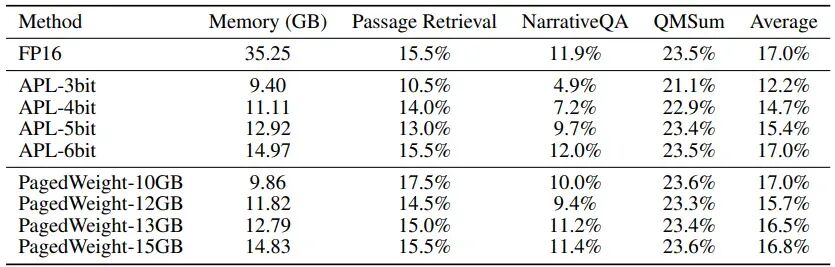 Method Memory (GB) Passage Retrieval NarrativeQA QMSum Average
FP16 35.25 15.5% 11.9% 23.5% 17.0%
APL-3bit 9.40 10.5% 4.9% 21.1% 12.2%
APL-4bit 11.11 14.0% 7.2% 22.9% 14.7%
APL-5bit 12.92 13.0% 9.7% 23.4% 15.4%
APL-6bit 14.97 15.5% 12.0% 23.5% 17.0%
PagedWeight-10GB 9.86 17.5% 10.0% 23.6% 17.0%
PagedWeight-12GB 11.82 14.5% 9.4% 23.3% 15.7%
PagedWeight-13GB 12.79 15.0% 11.2% 23.4% 16.5%
PagedWeight-15GB 14.83 15.5% 11.4% 23.6% 16.8%